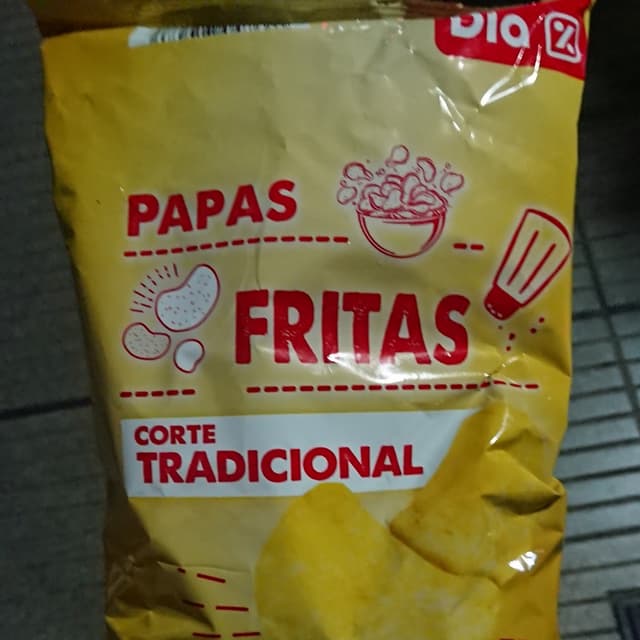 Dia %
PAPAS
FRITAS
CORTE
TRADICIONAL